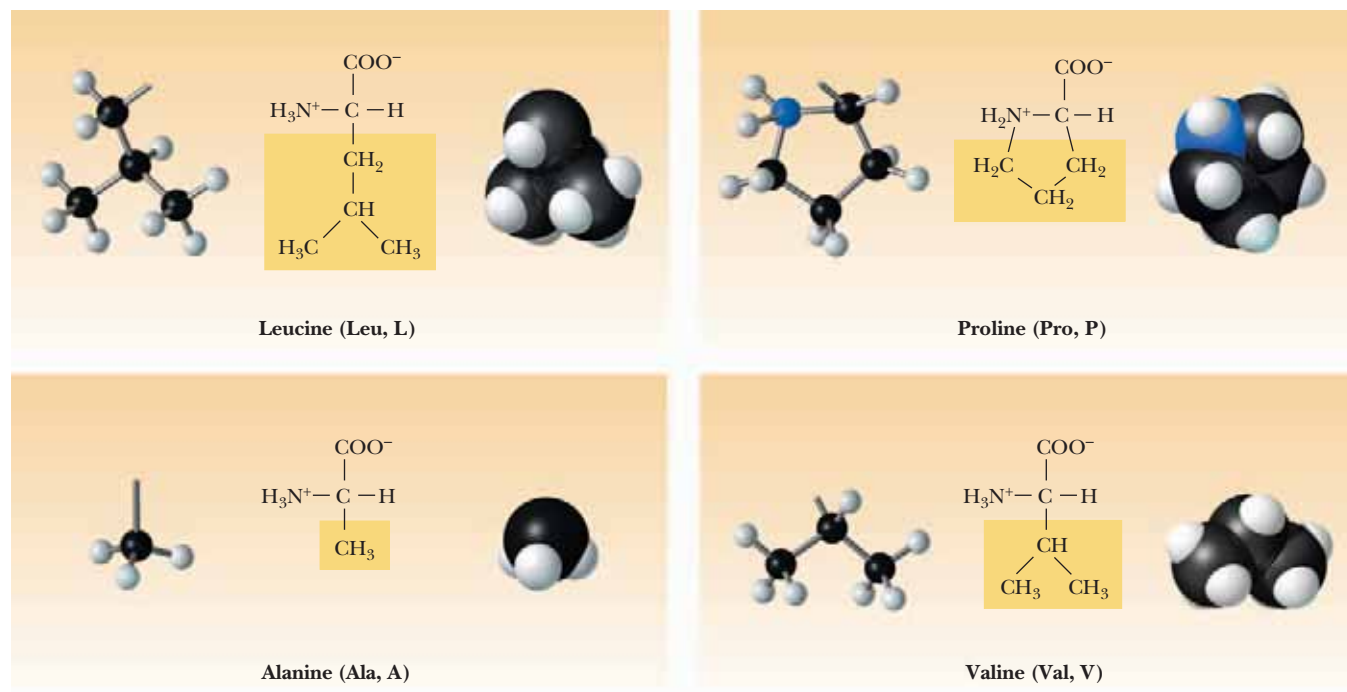 COO⁻
H₃N⁺—C—H
CH₂
CH
H₃C CH₃
Leucine (Leu, L)
COO⁻
H₂N⁺—C—H
H₂C CH₂
CH₂
Proline (Pro, P)
COO⁻
H₃N⁺—C—H
CH₃
Alanine (Ala, A)
COO⁻
H₃N⁺—C—H
CH
CH₃ CH₃
Valine (Val, V)